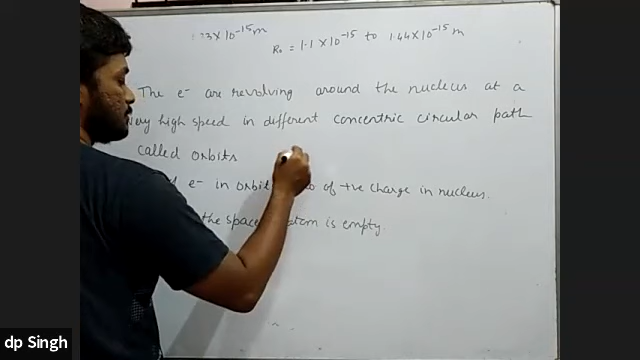 .33 X 10⁻¹⁵ m
R₀ = 1.1 X 10⁻¹⁵ to 1.44 X 10⁻¹⁵ m
The e⁻ are revolving around the nucleus at a
very high speed in different concentric circular path
called orbits
e⁻ in orbit of +ve charge in nucleus.
the space atom is empty.
dp Singh